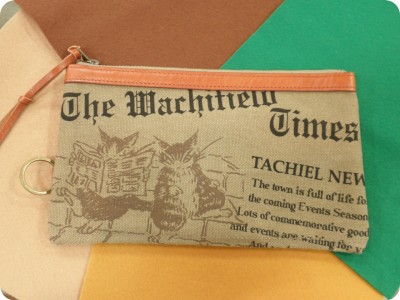 The Wachifield
Times
TACHIEL NEW
The town is full of life fo
the coming Events Season
Lots of commemorative good
and events are waiting for y